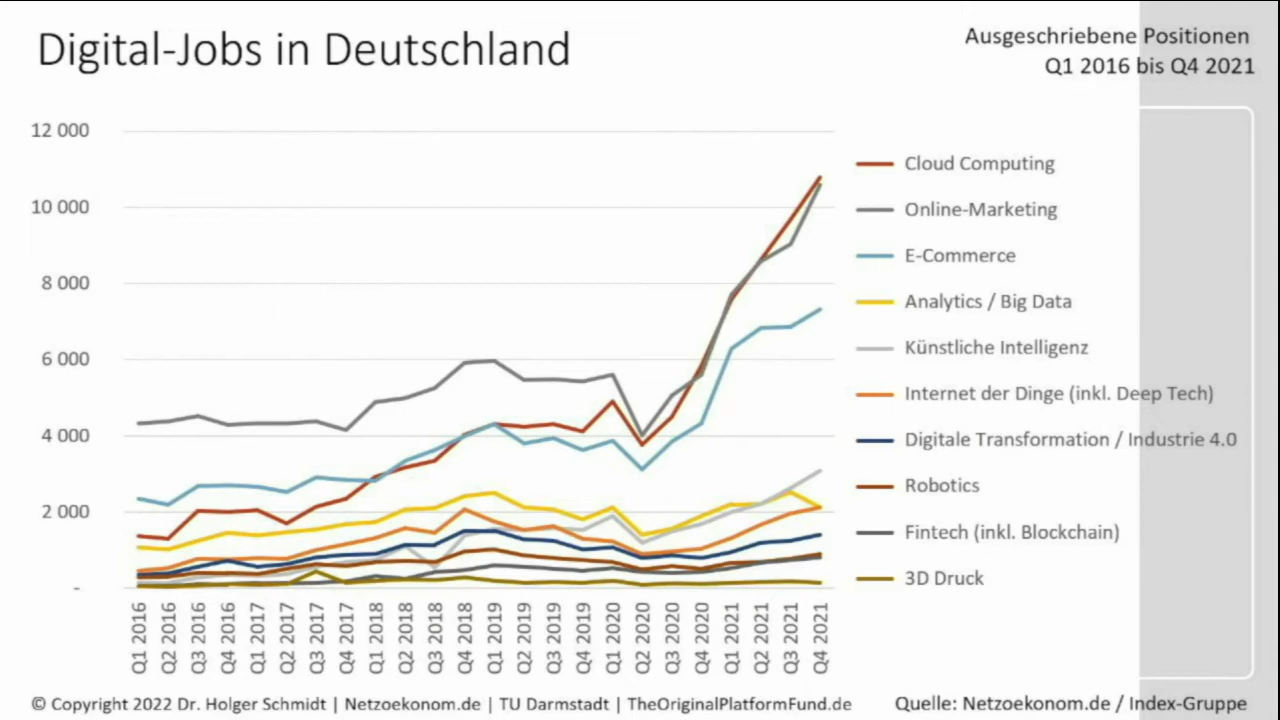 Digital-Jobs in Deutschland
Ausgeschriebene Positionen
Q1 2016 bis Q4 2021
12 000
10 000
8 000
6 000
4 000
2 000
-
Cloud Computing
Online-Marketing
E-Commerce
Analytics / Big Data
Künstliche Intelligenz
Internet der Dinge (inkl. Deep Tech)
Digitale Transformation / Industrie 4.0
Robotics
Fintech (inkl. Blockchain)
3D Druck
Q1 2016
Q2 2016
Q3 2016
Q4 2016
Q1 2017
Q2 2017
Q3 2017
Q4 2017
Q1 2018
Q2 2018
Q3 2018
Q4 2018
Q1 2019
Q2 2019
Q3 2019
Q4 2019
Q1 2020
Q2 2020
Q3 2020
Q4 2020
Q1 2021
Q2 2021
Q3 2021
Q4 2021
© Copyright 2022 Dr. Holger Schmidt | Netzoekonom.de | TU Darmstadt | TheOriginalPlatformFund.de
Quelle: Netzoekonom.de / Index-Gruppe